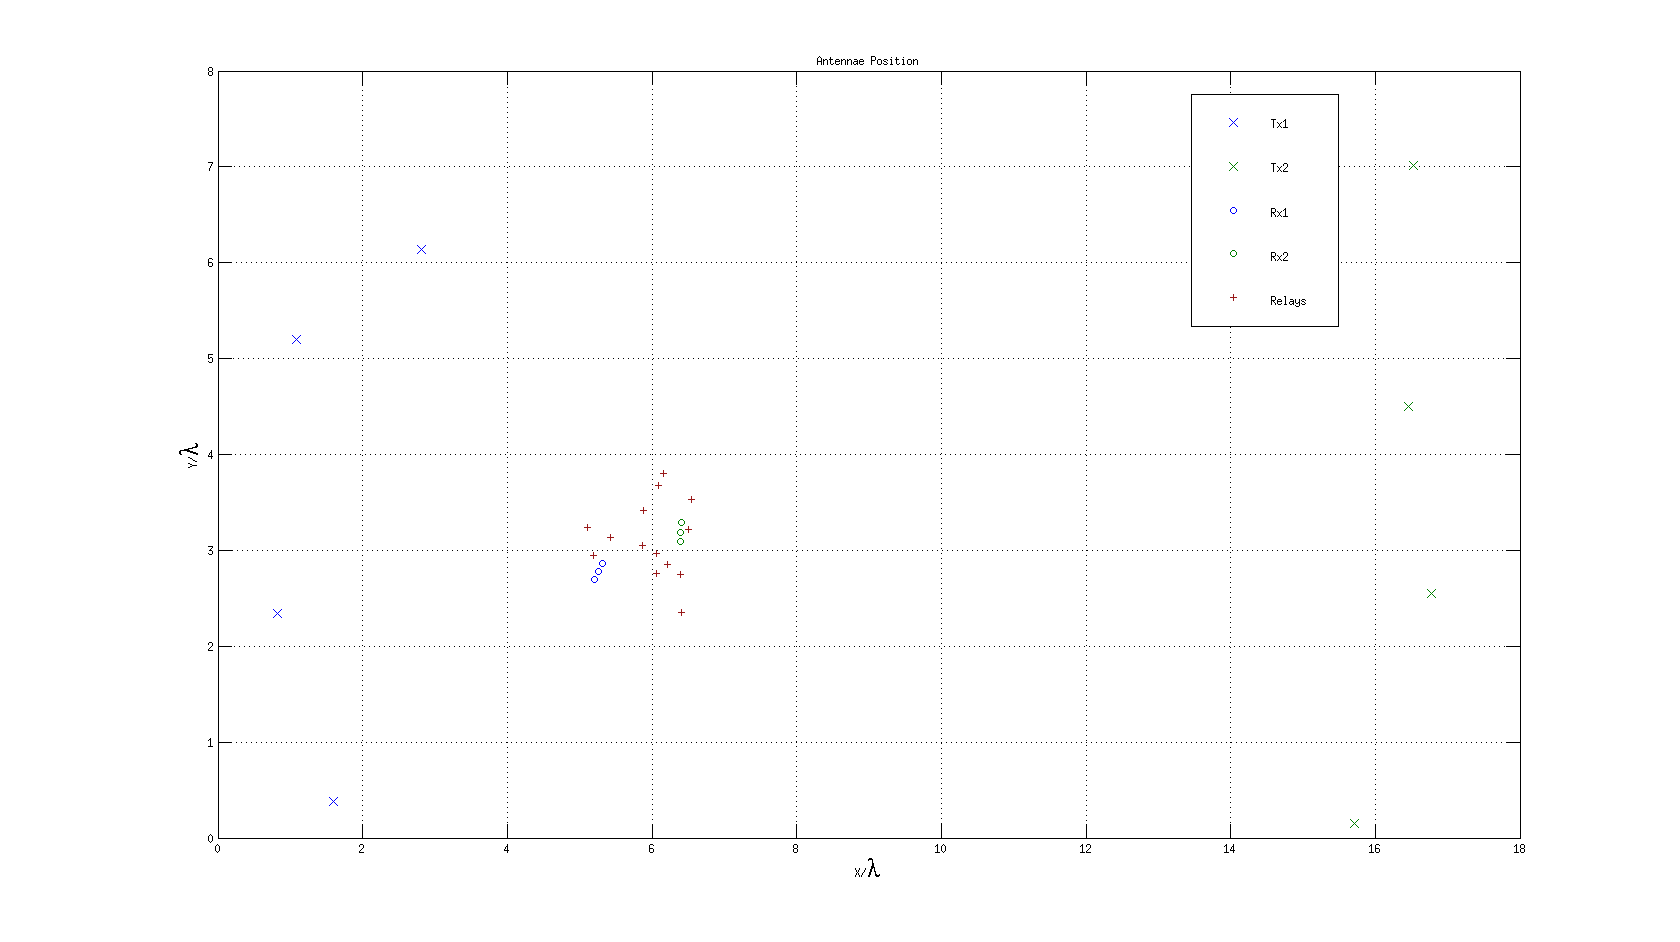 Antennae Position
8
7
6
5
4
3
2
1
0
Y/λ
0 2 4 6 8 10 12 14 16 18
X/λ
Tx1
Tx2
Rx1
Rx2
Relays